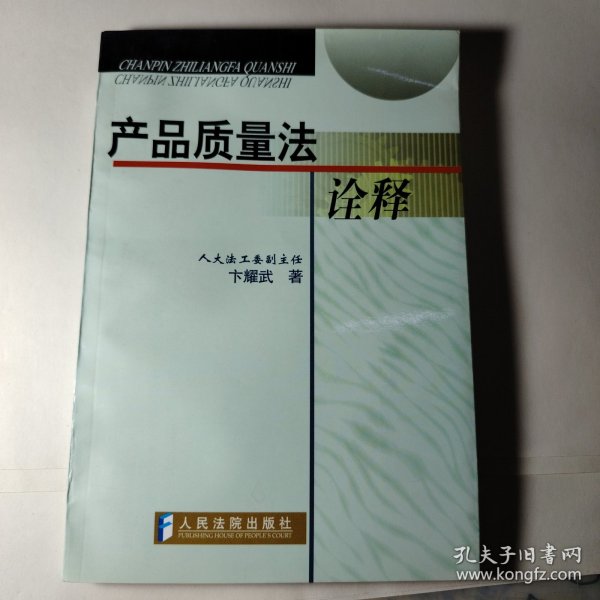 CHANPIN ZHILIANGFA QUANSHI
CHANPIN ZHILIANGFA QUANSHI
产品质量法
诠释
人大法工委副主任
卞耀武 著
人民法院出版社
PUBLISHING HOUSE OF PEOPLE'S COURT
孔夫子旧书网
www.kongfz.com